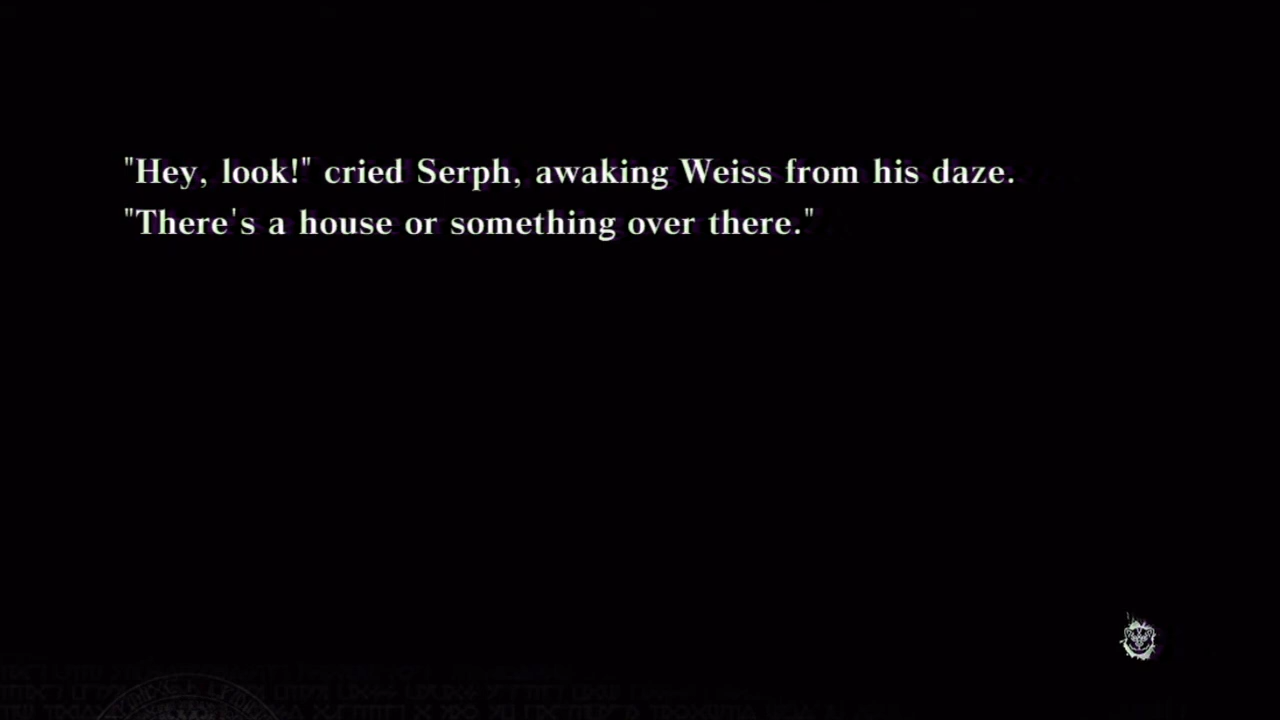 "Hey, look!" cried Serph, awaking Weiss from his daze.
"There's a house or something over there."